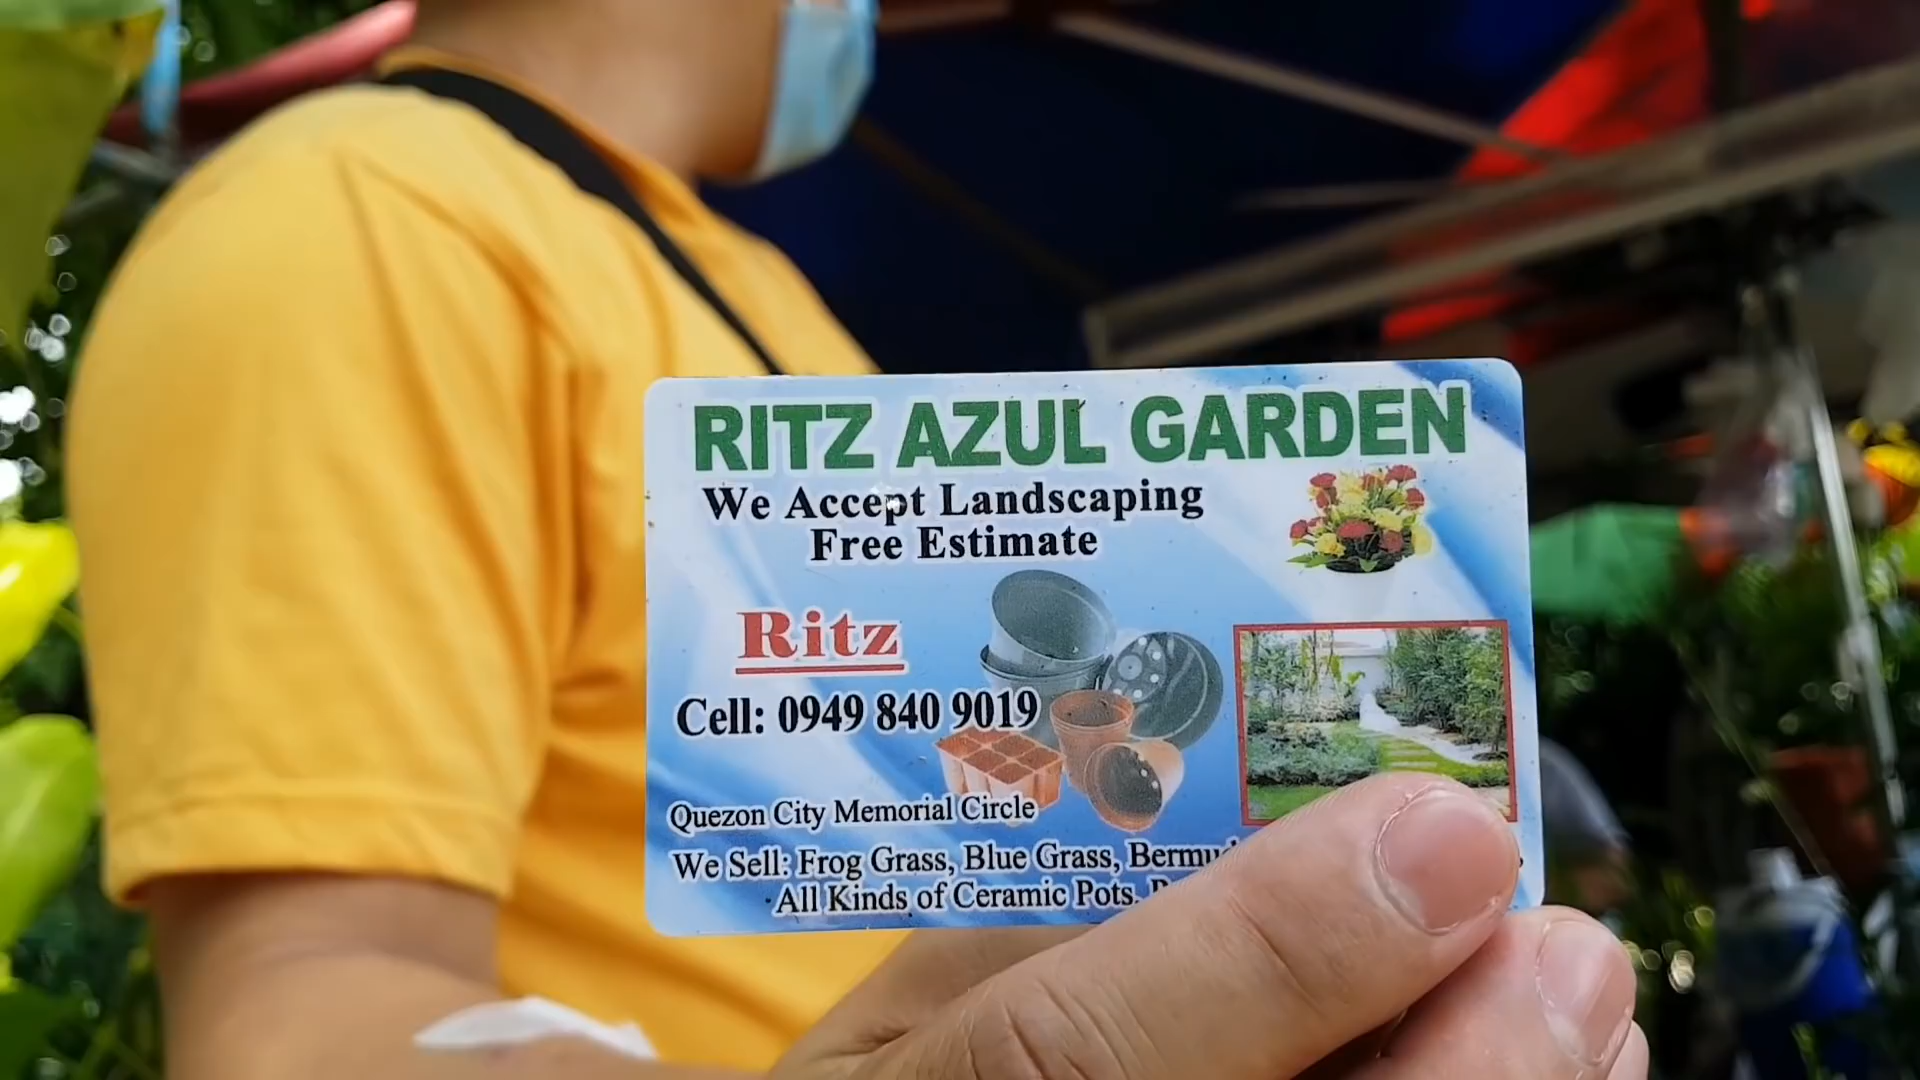 RITZ AZUL GARDEN
We Accept Landscaping
Free Estimate
Ritz
Cell: 0949 840 9019
Quezon City Memorial Circle
We Sell: Frog Grass, Blue Grass,
All Kinds of Ceramic Pots.